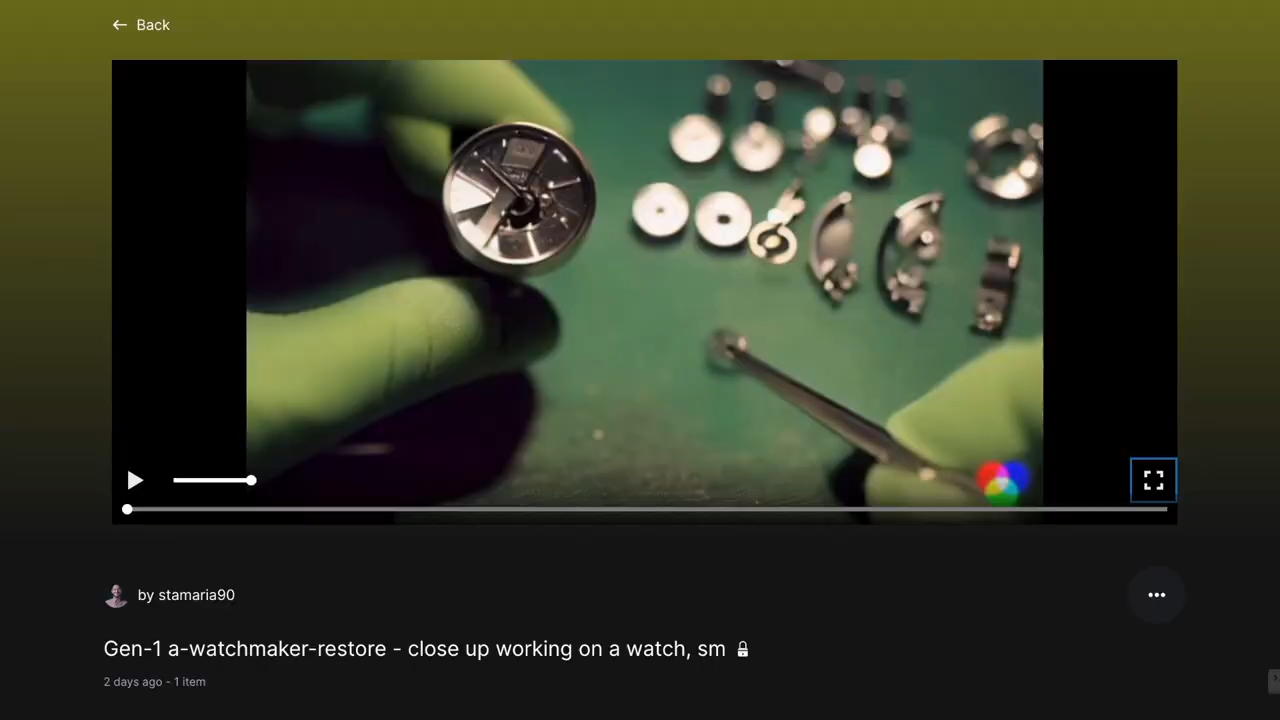 Back
by stamaria90
Gen-1 a-watchmaker-restore - close up working on a watch, sm
2 days ago - 1 item